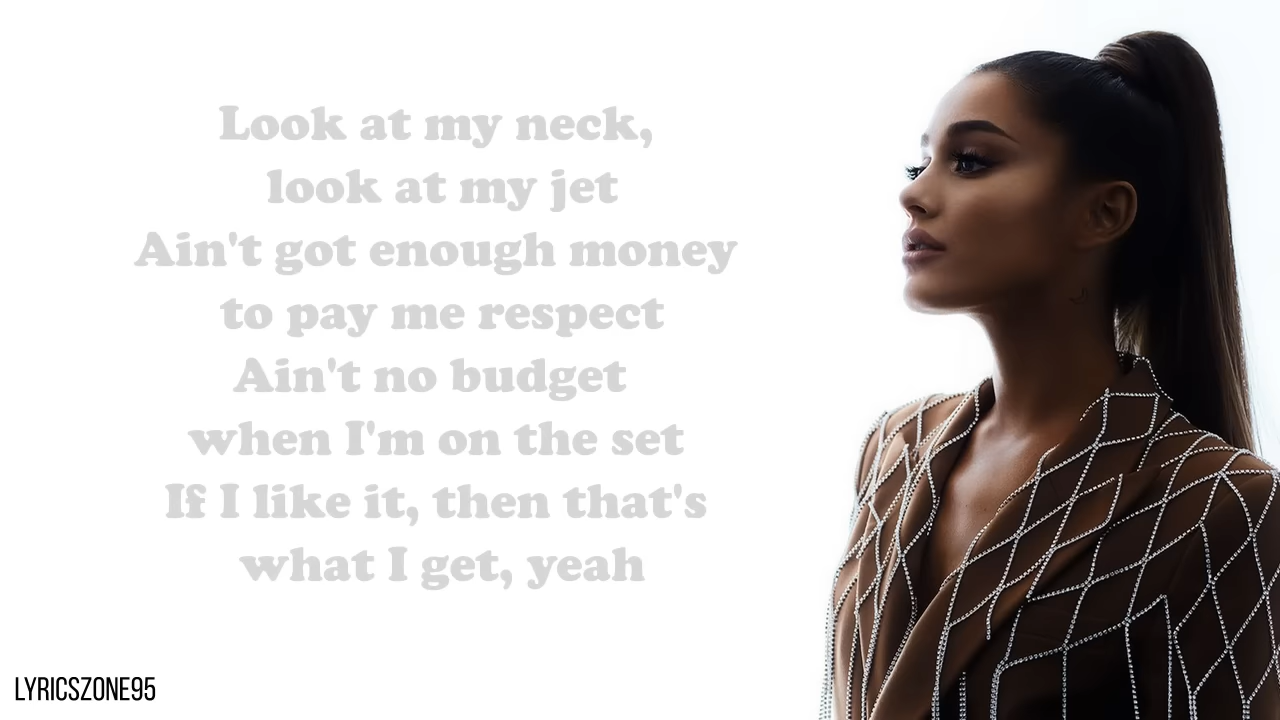 Look at my neck,
look at my jet
Ain't got enough money
to pay me respect
Ain't no budget
when I'm on the set
If I like it, then that's
what I get, yeah
LYRICSZONE95